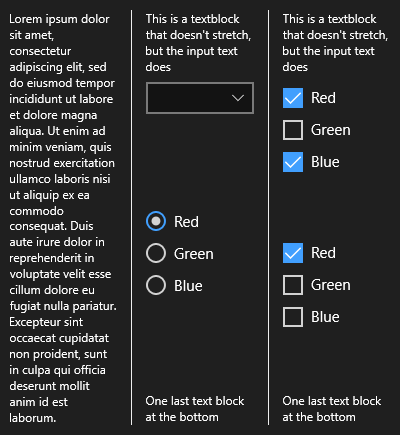 Lorem ipsum dolor
sit amet,
consectetur
adipiscing elit, sed
do eiusmod tempor
incididunt ut labore
et dolore magna
aliqua. Ut enim ad
minim veniam, quis
nostrud exercitation
ullamco laboris nisi
ut aliquip ex ea
commodo
consequat. Duis
aute irure dolor in
reprehenderit in
voluptate velit esse
cillum dolore eu
fugiat nulla pariatur.
Excepteur sint
occaecat cupidatat
non proident, sunt
in culpa qui officia
deserunt mollit
anim id est
laborum.
This is a textblock
that doesn't stretch,
but the input text
does
Red
Green
Blue
One last text block
at the bottom
This is a textblock
that doesn't stretch,
but the input text
does
Red
Green
Blue
Red
Green
Blue
One last text block
at the bottom